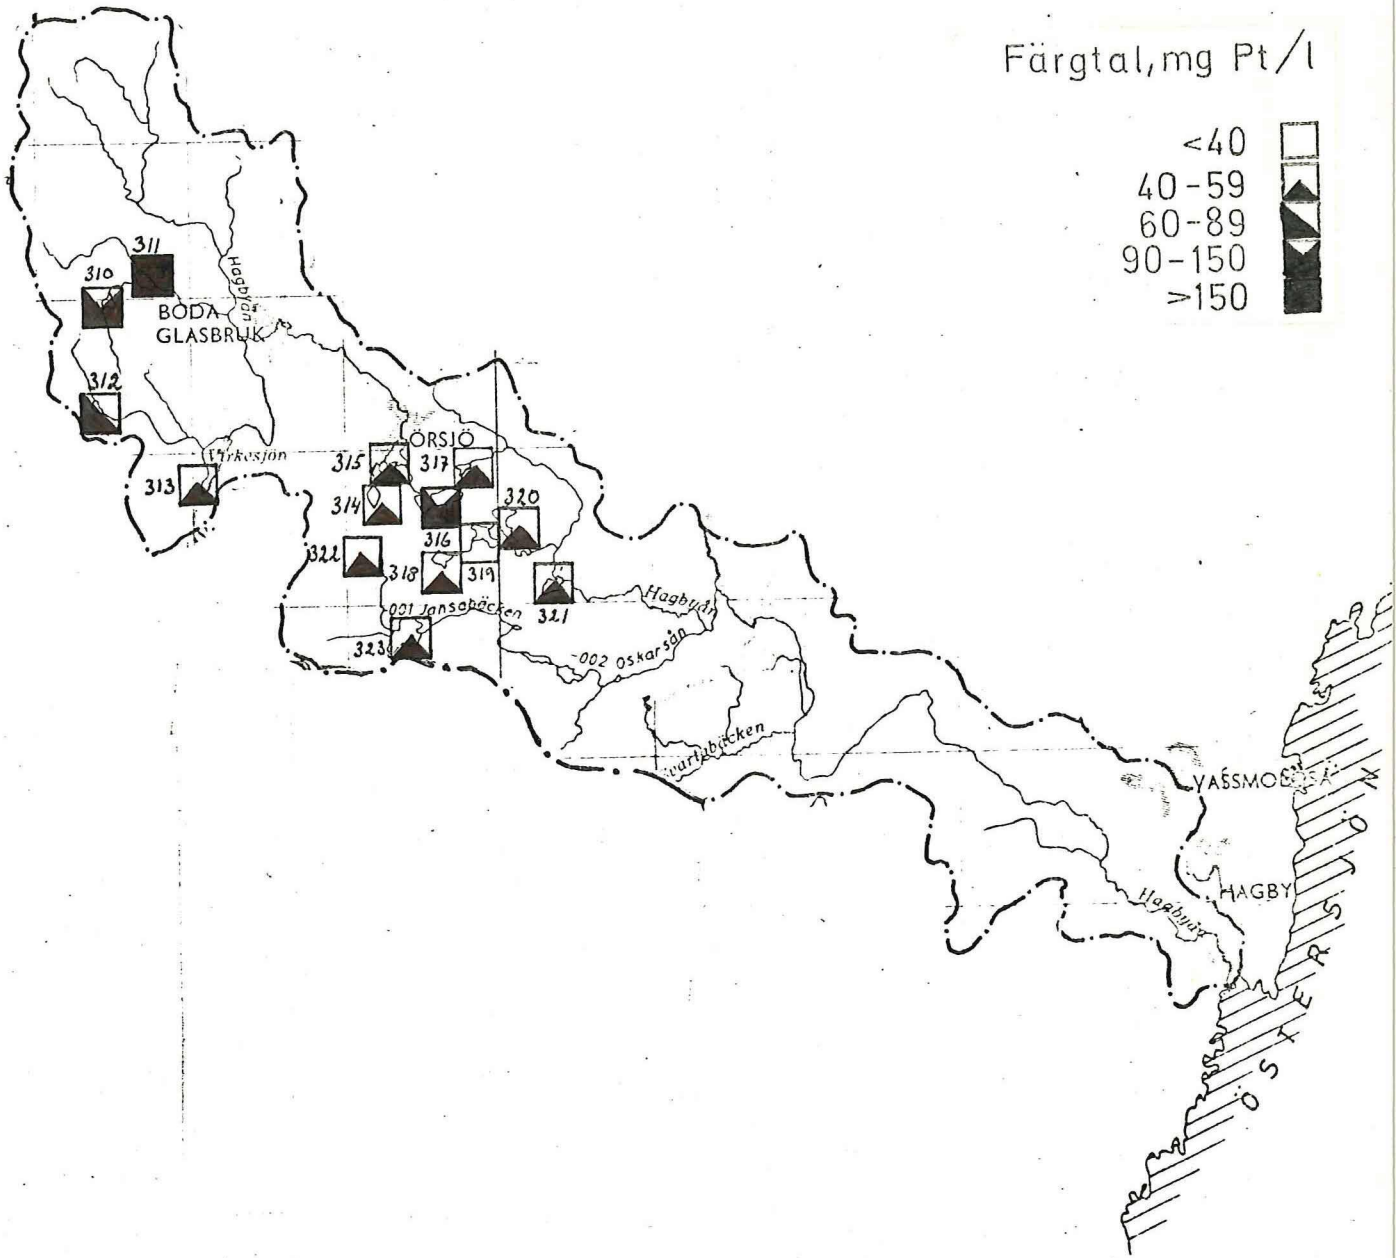 Färgtal, mg Pt/l
<40
40-59
60-89
90-150
>150
311
310
Hagbyån
BODA
GLASBRUK
312
Virkesjön
313
ÖRSJÖ
315
317
314
320
316
322
318
319
321
Hagbyån
001 Jansabäcken
323
-002 Oskarsån
Svartabäcken
VASSMOLÖSA
HAGBY
Hagbyån
ÖSTERSJÖN